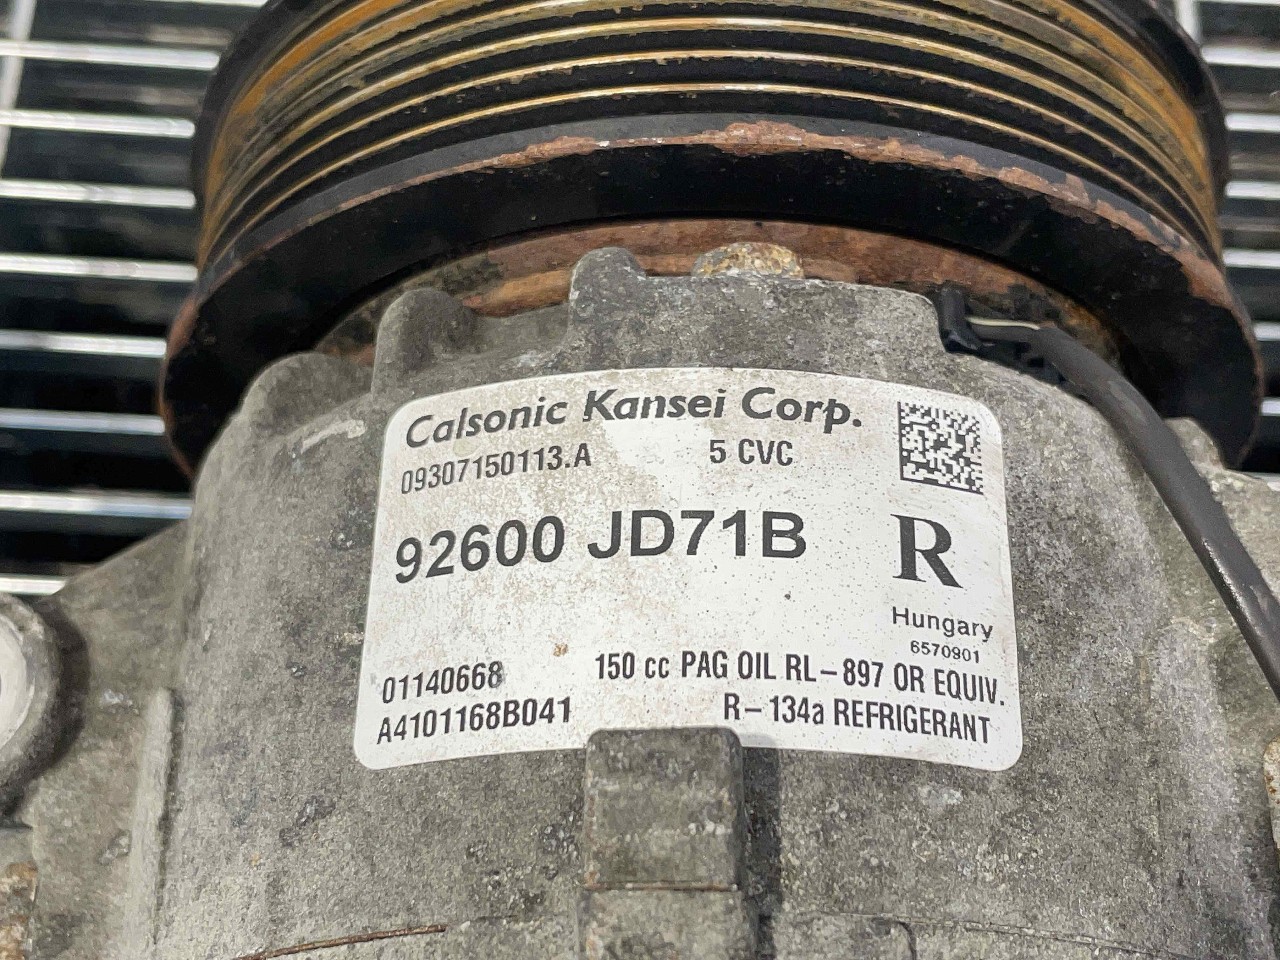 Calsonic Kansei Corp.
09307150113.A 5 CVC
92600 JD71B
R
Hungary
6570901
01140668 150 cc PAG OIL RL-897 OR EQUIV.
A4101168B041 R-134a REFRIGERANT